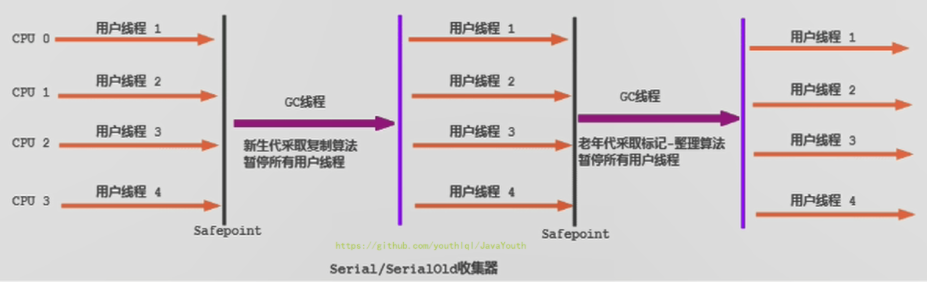 CPU 0
用户线程 1
用户线程 1
用户线程 1
CPU 1
用户线程 2
GC线程
用户线程 2
GC线程
用户线程 2
CPU 2
用户线程 3
新生代采取复制算法
暂停所有用户线程
用户线程 3
老年代采取标记-整理算法
暂停所有用户线程
用户线程 3
CPU 3
用户线程 4
用户线程 4
用户线程 4
Safepoint
Safepoint
https://github.com/youthlql/JavaYouth
Serial/SerialOld收集器